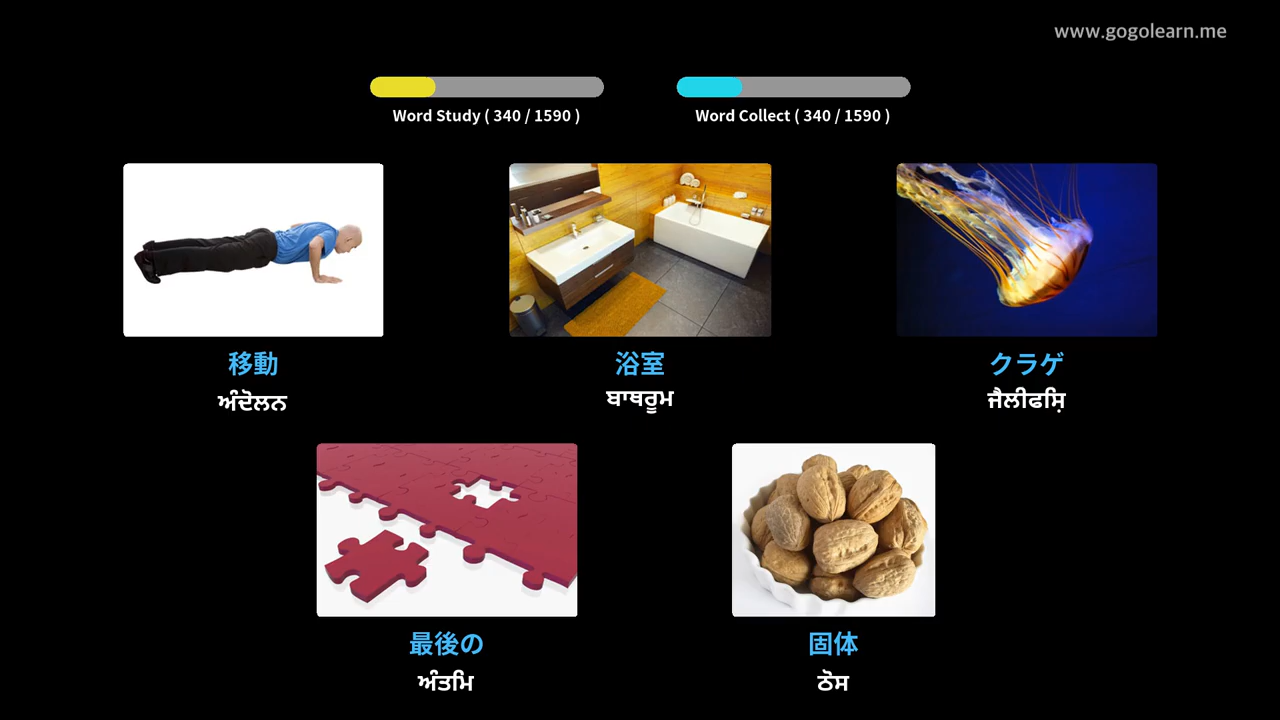 www.gogolearn.me
Word Study ( 340 / 1590 )
Word Collect ( 340 / 1590 )
移動
ਅੰਦੋਲਨ
浴室
ਬਾਥਰੂਮ
クラゲ
ਜੈਲੀਫਿਸ਼
最後の
ਅੰਤਮਿ
固体
ਠੋਸ